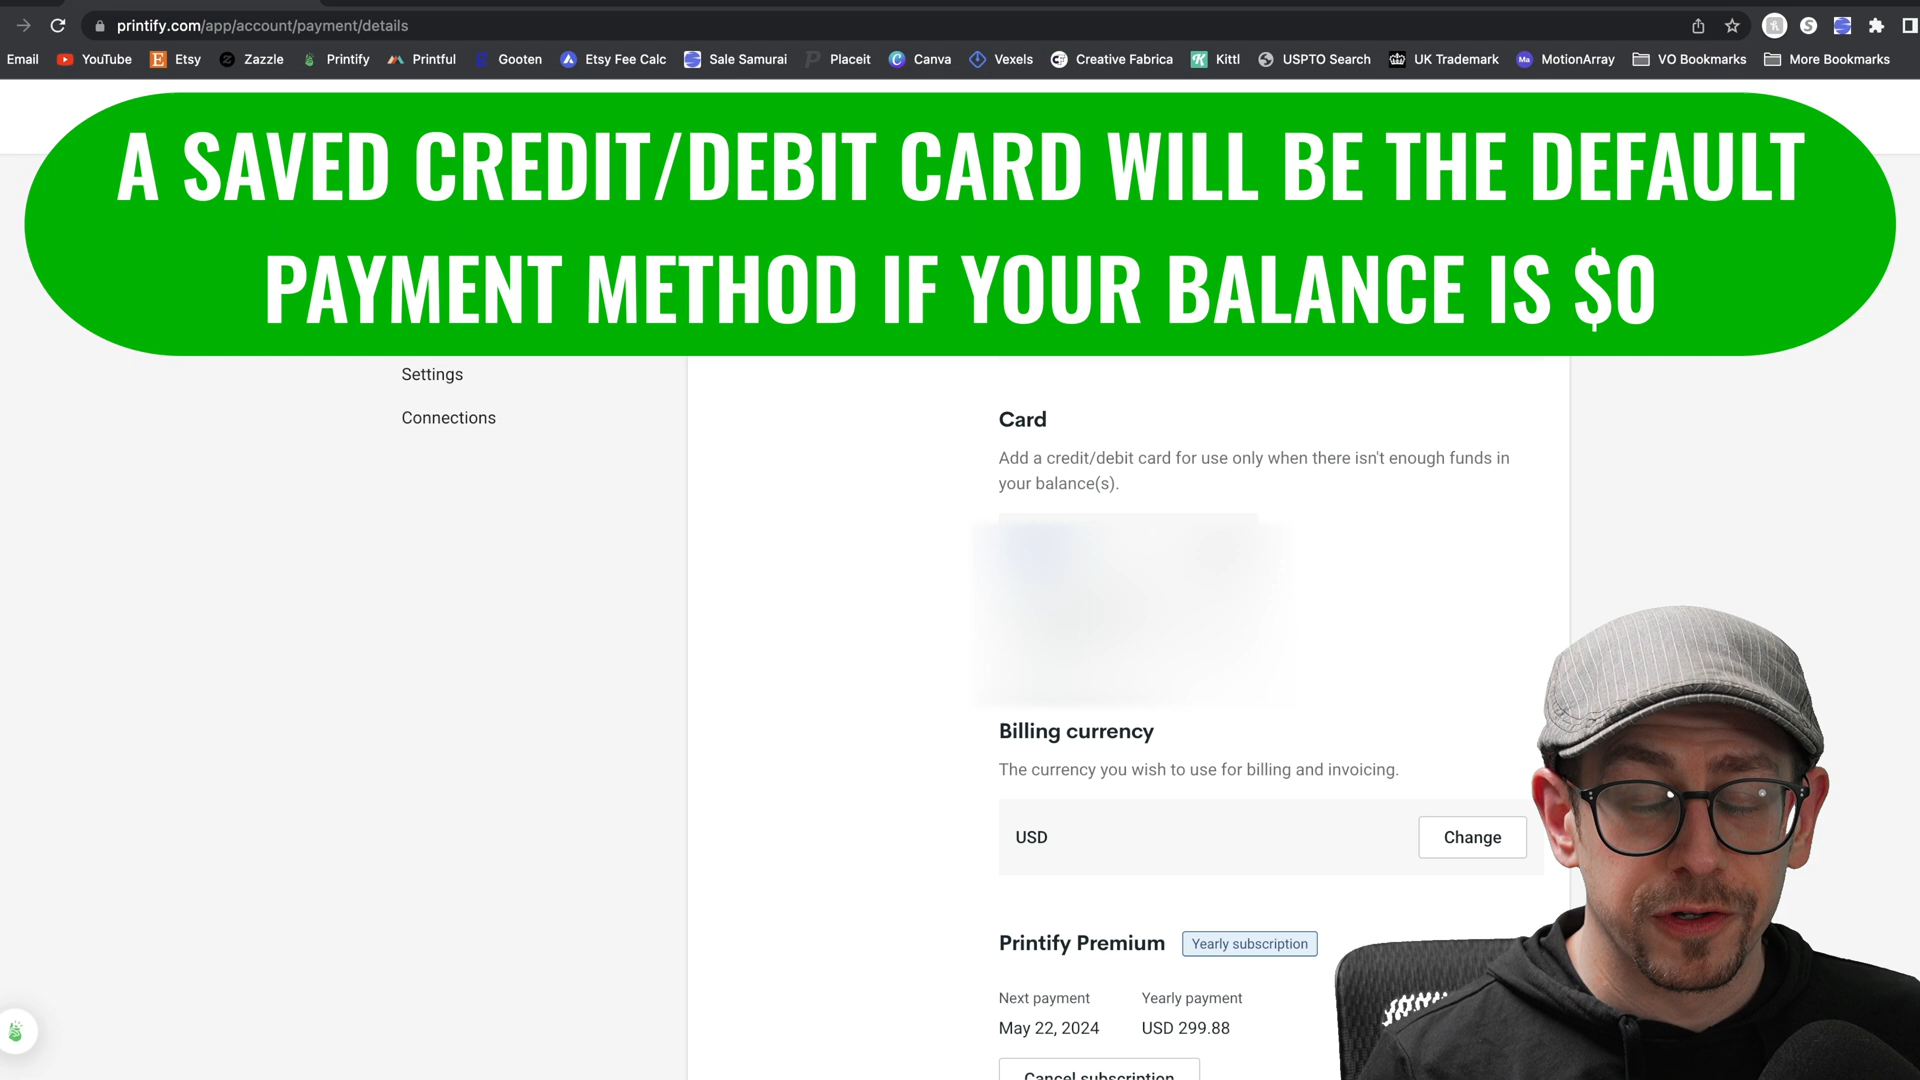 printify.com/app/account/payment/details
Email YouTube Etsy Zazzle Printify Printful Gooten Etsy Fee Calc Sale Samurai Placeit Canva Vexels Creative Fabrica Kittl USPTO Search UK Trademark MotionArray VO Bookmarks More Bookmarks
A SAVED CREDIT/DEBIT CARD WILL BE THE DEFAULT
PAYMENT METHOD IF YOUR BALANCE IS $0
Settings
Connections
Card
Add a credit/debit card for use only when there isn't enough funds in
your balance(s).
Billing currency
The currency you wish to use for billing and invoicing.
USD Change
Printify Premium Yearly subscription
Next payment Yearly payment
May 22, 2024 USD 299.88
Cancel subscription